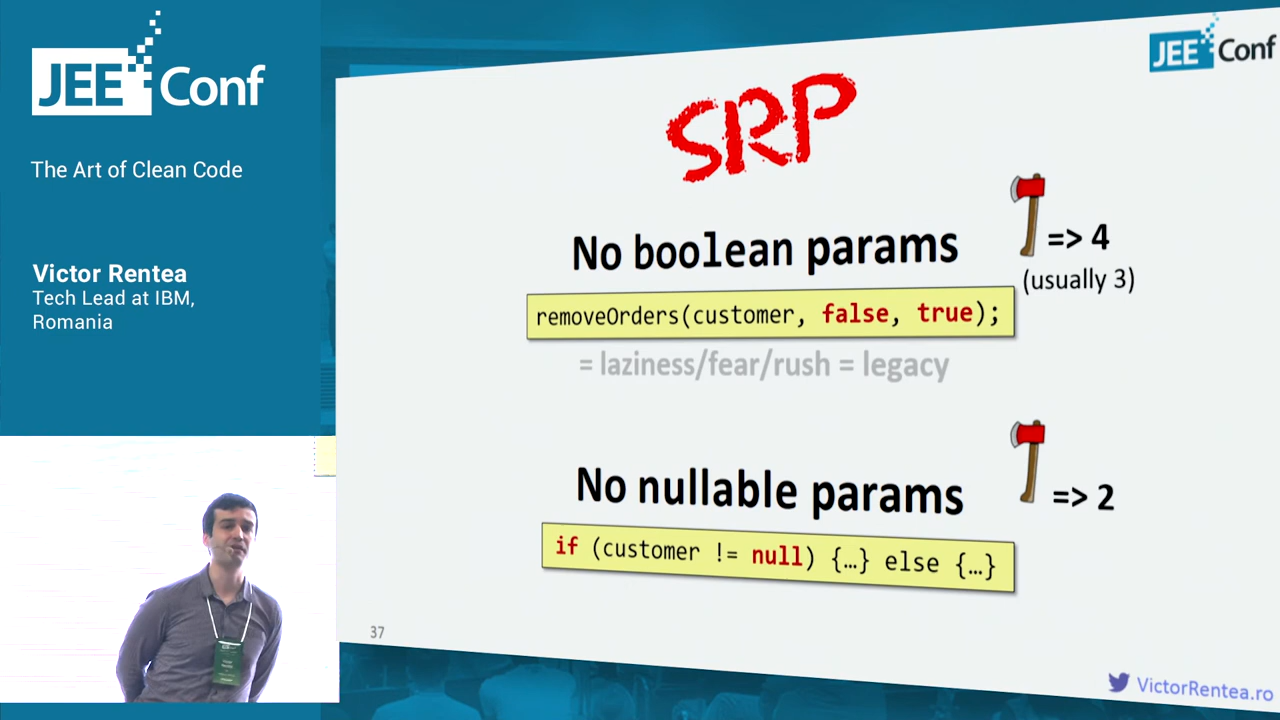 JEE Conf
The Art of Clean Code
Victor Rentea
Tech Lead at IBM,
Romania
JEE Conf
SRP
No boolean params
=> 4
(usually 3)
removeOrders(customer, false, true);
= laziness/fear/rush = legacy
No nullable params
=> 2
if (customer != null) {…} else {…}
37
VictorRentea.ro